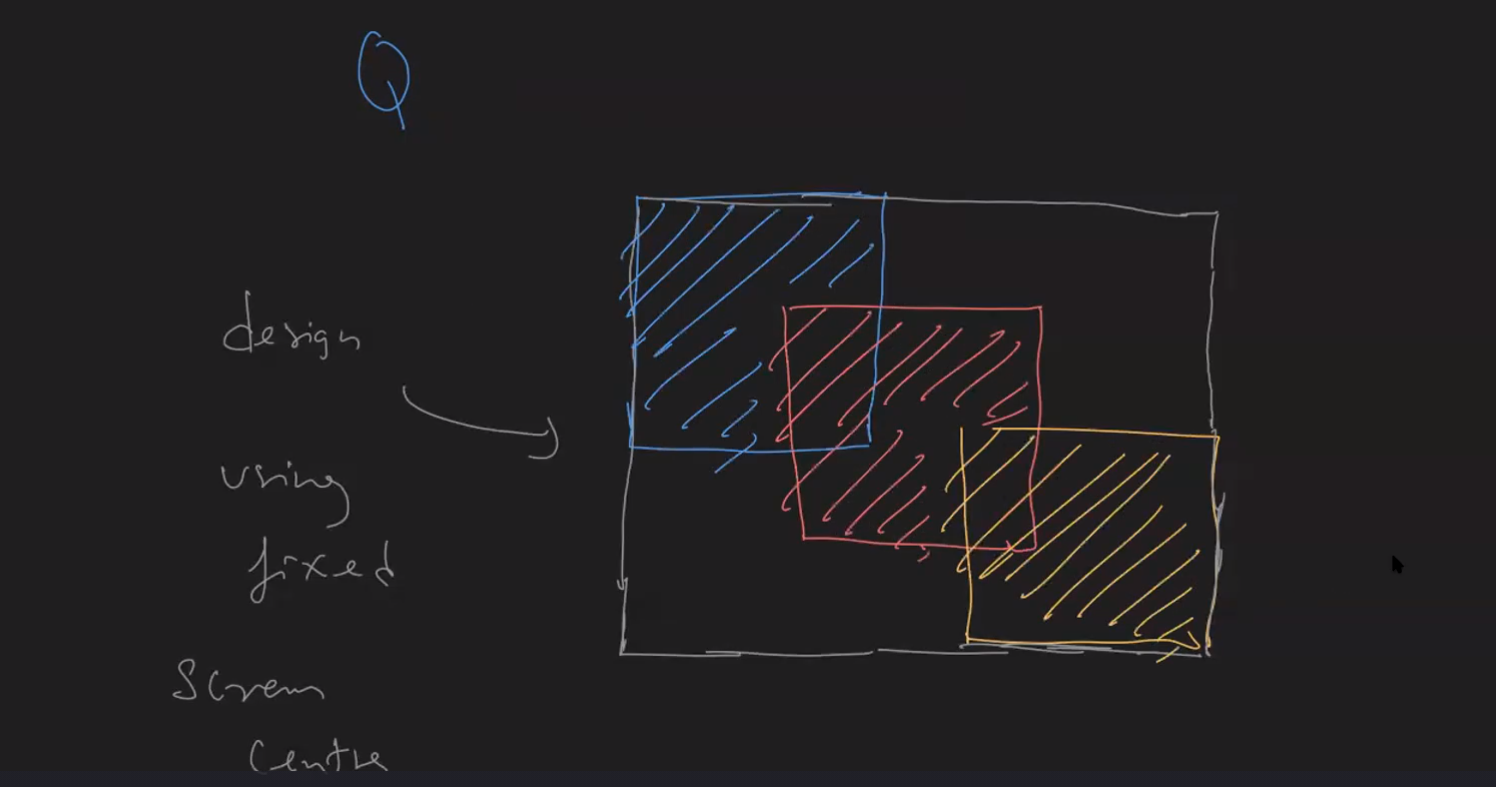 Q
design
using
fixed
Screen
Centre